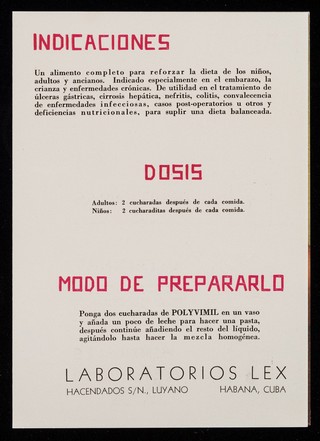 INDICACIONES
Un alimento completo para reforzar la dieta de los niños,
adultos y ancianos. Indicado especialmente en el embarazo, la
crianza y enfermedades crónicas. De utilidad en el tratamiento de
úlceras gástricas, cirrosis hepática, nefritis, colitis, convalecencia
de enfermedades infecciosas, casos post-operatorios u otros y
deficiencias nutricionales, para suplir una dieta balanceada.
DOSIS
Adultos: 2 cucharadas después de cada comida.
Niños: 2 cucharaditas después de cada comida.
MODO DE PREPARARLO
Ponga dos cucharadas de POLYVIMIL en un vaso
y añada un poco de leche para hacer una pasta,
después continúe añadiendo el resto del líquido,
agitándolo hasta hacer la mezcla homogénea.
LABORATORIOS LEX
HACENDADOS S/N., LUYANO HABANA, CUBA